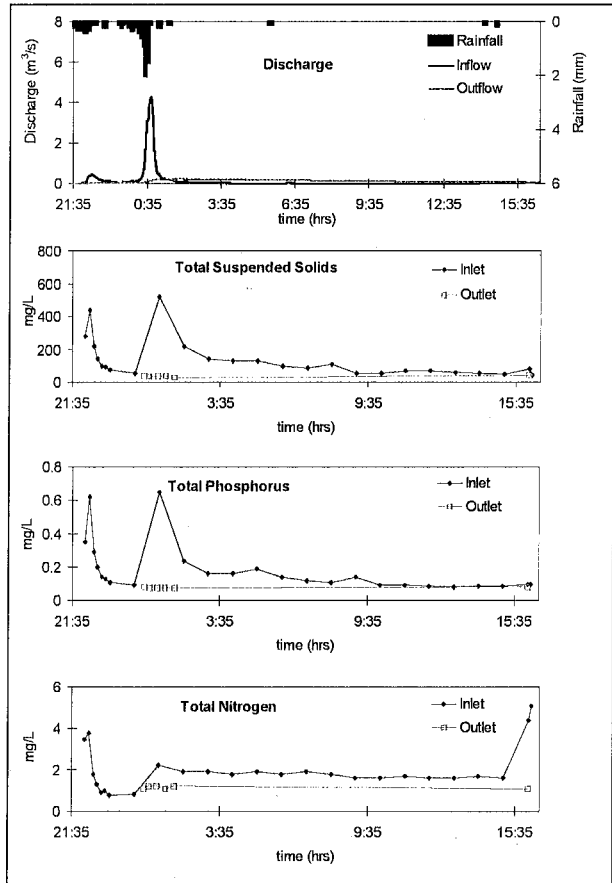 8
6
4
2
0
Discharge (m³/s)
Discharge
Rainfall
Inflow
Outflow
0
2
4
6
Rainfall (mm)
21:35 0:35 3:35 6:35 9:35 12:35 15:35
time (hrs)
Total Suspended Solids
Inlet
Outlet
800
600
400
200
0
mg/L
21:35 3:35 9:35 15:35
time (hrs)
Total Phosphorus
Inlet
Outlet
0.8
0.6
0.4
0.2
0
mg/L
21:35 3:35 9:35 15:35
time (hrs)
Total Nitrogen
Inlet
Outlet
6
4
2
0
mg/L
21:35 3:35 9:35 15:35
time (hrs)